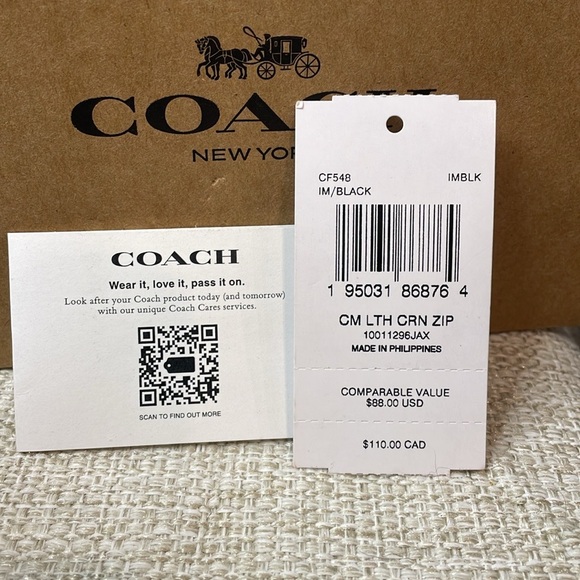 COACH
NEW YOR
COACH
Wear it, love it, pass it on.
Look after your Coach product today (and tomorrow)
with our unique Coach Cares services.
SCAN TO FIND OUT MORE
CF548 IMBLK
IM/BLACK
1 95031 86876 4
CM LTH CRN ZIP
10011296JAX
MADE IN PHILIPPINES
COMPARABLE VALUE
$88.00 USD
$110.00 CAD